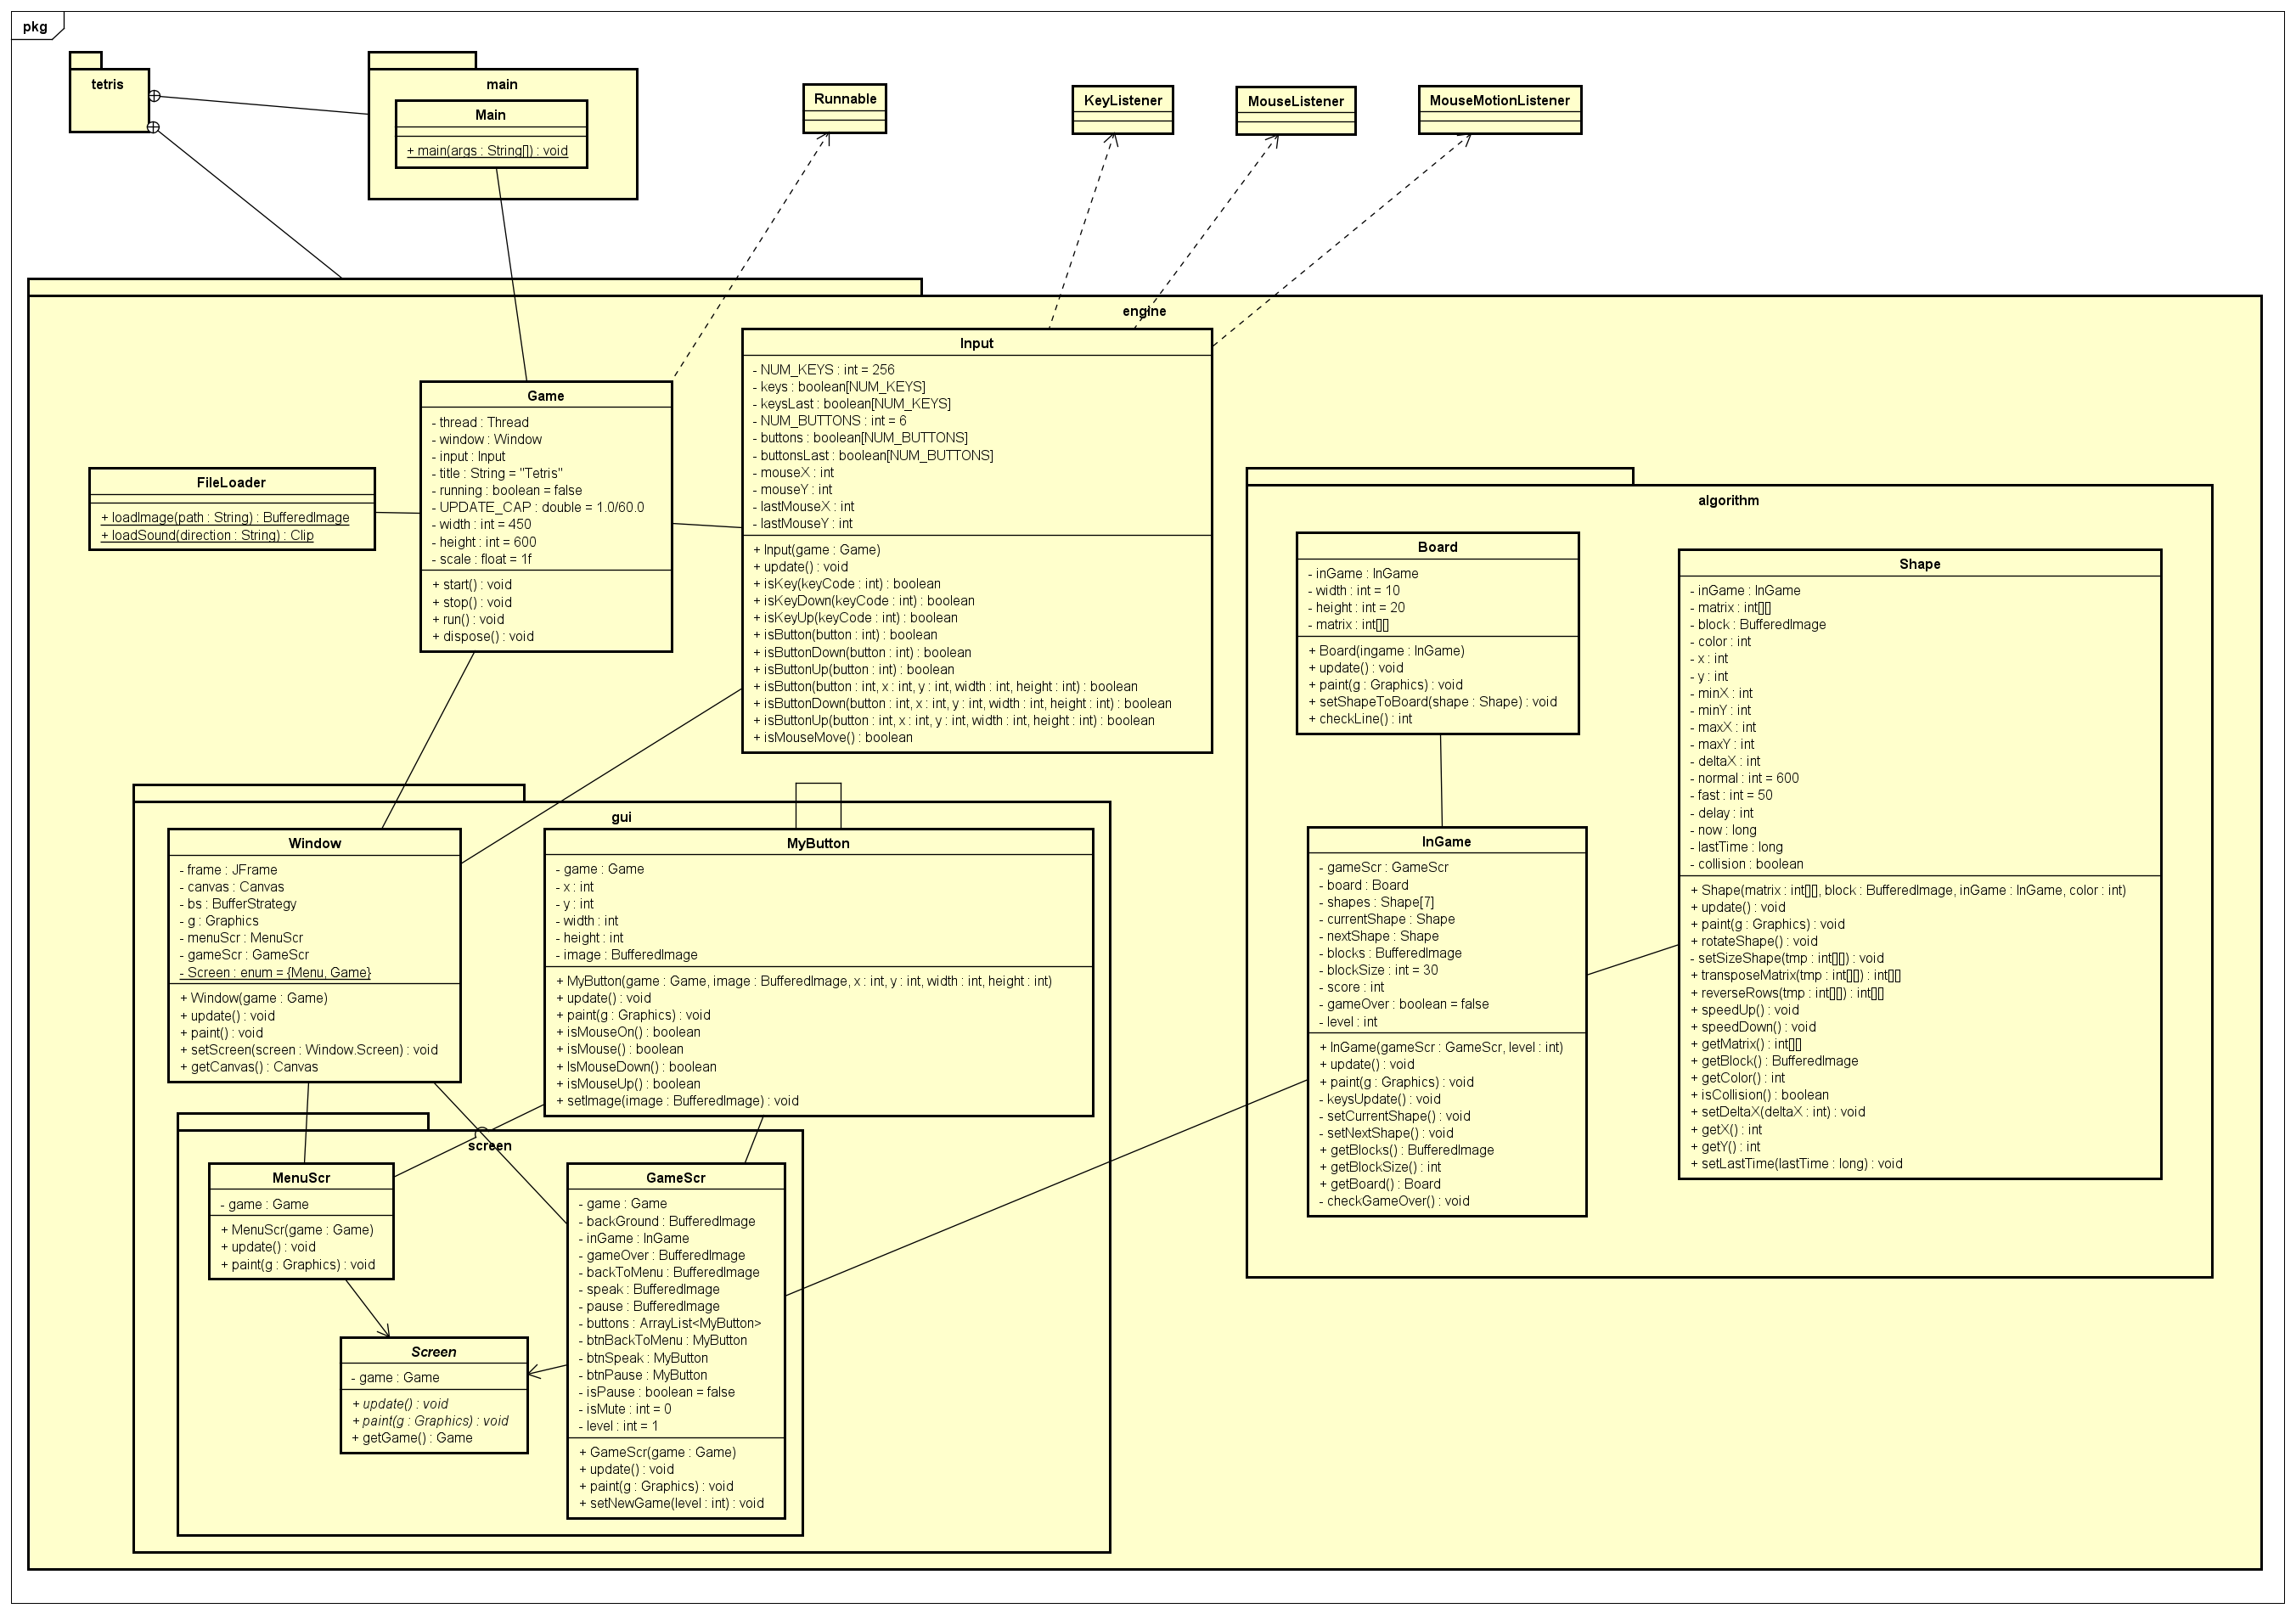 pkg
tetris
main
Main
+ main(args : String[]) : void
Runnable
KeyListener
MouseListener
MouseMotionListener
engine
Game
- thread : Thread
- window : Window
- input : Input
- title : String = "Tetris"
- running : boolean = false
- UPDATE_CAP : double = 1.0/60.0
- width : int = 450
- height : int = 600
- scale : float = 1f
+ start() : void
+ stop() : void
+ run() : void
+ dispose() : void
FileLoader
+ loadImage(path : String) : BufferedImage
+ loadSound(direction : String) : Clip
Input
- NUM_KEYS : int = 256
- keys : boolean[NUM_KEYS]
- keysLast : boolean[NUM_KEYS]
- NUM_BUTTONS : int = 6
- buttons : boolean[NUM_BUTTONS]
- buttonsLast : boolean[NUM_BUTTONS]
- mouseX : int
- mouseY : int
- lastMouseX : int
- lastMouseY : int
+ Input(game : Game)
+ update() : void
+ isKey(keyCode : int) : boolean
+ isKeyDown(keyCode : int) : boolean
+ isKeyUp(keyCode : int) : boolean
+ isButton(button : int) : boolean
+ isButtonDown(button : int) : boolean
+ isButtonUp(button : int) : boolean
+ isButton(button : int, x : int, y : int, width : int, height : int) : boolean
+ isButtonDown(button : int, x : int, y : int, width : int, height : int) : boolean
+ isButtonUp(button : int, x : int, y : int, width : int, height : int) : boolean
+ isMouseMove() : boolean
algorithm
Board
- inGame : InGame
- width : int = 10
- height : int = 20
- matrix : int[][]
+ Board(ingame : InGame)
+ update() : void
+ paint(g : Graphics) : void
+ setShapeToBoard(shape : Shape) : void
+ checkLine() : int
Shape
- inGame : InGame
- matrix : int[][]
- block : BufferedImage
- color : int
- x : int
- y : int
- minX : int
- minY : int
- maxX : int
- maxY : int
- deltaX : int
- normal : int = 600
- fast : int = 50
- delay : int
- now : long
- lastTime : long
- collision : boolean
+ Shape(matrix : int[][], block : BufferedImage, inGame : InGame, color : int)
+ update() : void
+ paint(g : Graphics) : void
+ rotateShape() : void
- setSizeShape(tmp : int[][]) : void
+ transposeMatrix(tmp : int[][]) : int[][]
+ reverseRows(tmp : int[][]) : int[][]
+ speedUp() : void
+ speedDown() : void
+ getMatrix() : int[][]
+ getBlock() : BufferedImage
+ getColor() : int
+ isCollision() : boolean
+ setDeltaX(deltaX : int) : void
+ getX() : int
+ getY() : int
+ setLastTime(lastTime : long) : void
InGame
- gameScr : GameScr
- board : Board
- shapes : Shape[7]
- currentShape : Shape
- nextShape : Shape
- blocks : BufferedImage
- blockSize : int = 30
- score : int
- gameOver : boolean = false
- level : int
+ InGame(gameScr : GameScr, level : int)
+ update() : void
+ paint(g : Graphics) : void
- keysUpdate() : void
- setCurrentShape() : void
- setNextShape() : void
+ getBlocks() : BufferedImage
+ getBlockSize() : int
+ getBoard() : Board
- checkGameOver() : void
gui
Window
- frame : JFrame
- canvas : Canvas
- bs : BufferStrategy
- g : Graphics
- menuScr : MenuScr
- gameScr : GameScr
- Screen : enum = {Menu, Game}
+ Window(game : Game)
+ update() : void
+ paint() : void
+ setScreen(screen : Window.Screen) : void
+ getCanvas() : Canvas
MyButton
- game : Game
- x : int
- y : int
- width : int
- height : int
- image : BufferedImage
+ MyButton(game : Game, image : BufferedImage, x : int, y : int, width : int, height : int)
+ update() : void
+ paint(g : Graphics) : void
+ isMouseOn() : boolean
+ isMouse() : boolean
+ IsMouseDown() : boolean
+ isMouseUp() : boolean
+ setImage(image : BufferedImage) : void
screen
MenuScr
- game : Game
+ MenuScr(game : Game)
+ update() : void
+ paint(g : Graphics) : void
Screen
- game : Game
+ update() : void
+ paint(g : Graphics) : void
+ getGame() : Game
GameScr
- game : Game
- backGround : BufferedImage
- inGame : InGame
- gameOver : BufferedImage
- backToMenu : BufferedImage
- speak : BufferedImage
- pause : BufferedImage
- buttons : ArrayList<MyButton>
- btnBackToMenu : MyButton
- btnSpeak : MyButton
- btnPause : MyButton
- isPause : boolean = false
- isMute : int = 0
- level : int = 1
+ GameScr(game : Game)
+ update() : void
+ paint(g : Graphics) : void
+ setNewGame(level : int) : void